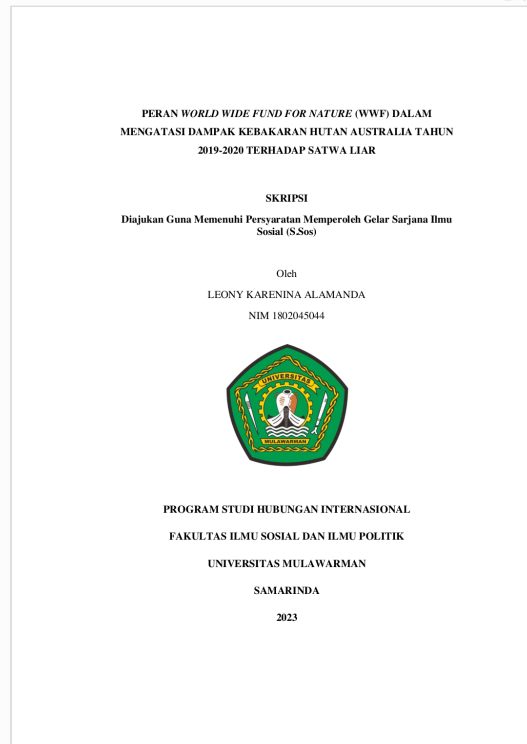 PERAN WORLD WIDE FUND FOR NATURE (WWF) DALAM
MENGATASI DAMPAK KEBAKARAN HUTAN AUSTRALIA TAHUN
2019-2020 TERHADAP SATWA LIAR
SKRIPSI
Diajukan Guna Memenuhi Persyaratan Memperoleh Gelar Sarjana Ilmu
Sosial (S.Sos)
Oleh
LEONY KARENINA ALAMANDA
NIM 1802045044
UNIVERSITAS
MULAWARMAN
PROGRAM STUDI HUBUNGAN INTERNASIONAL
FAKULTAS ILMU SOSIAL DAN ILMU POLITIK
UNIVERSITAS MULAWARMAN
SAMARINDA
2023